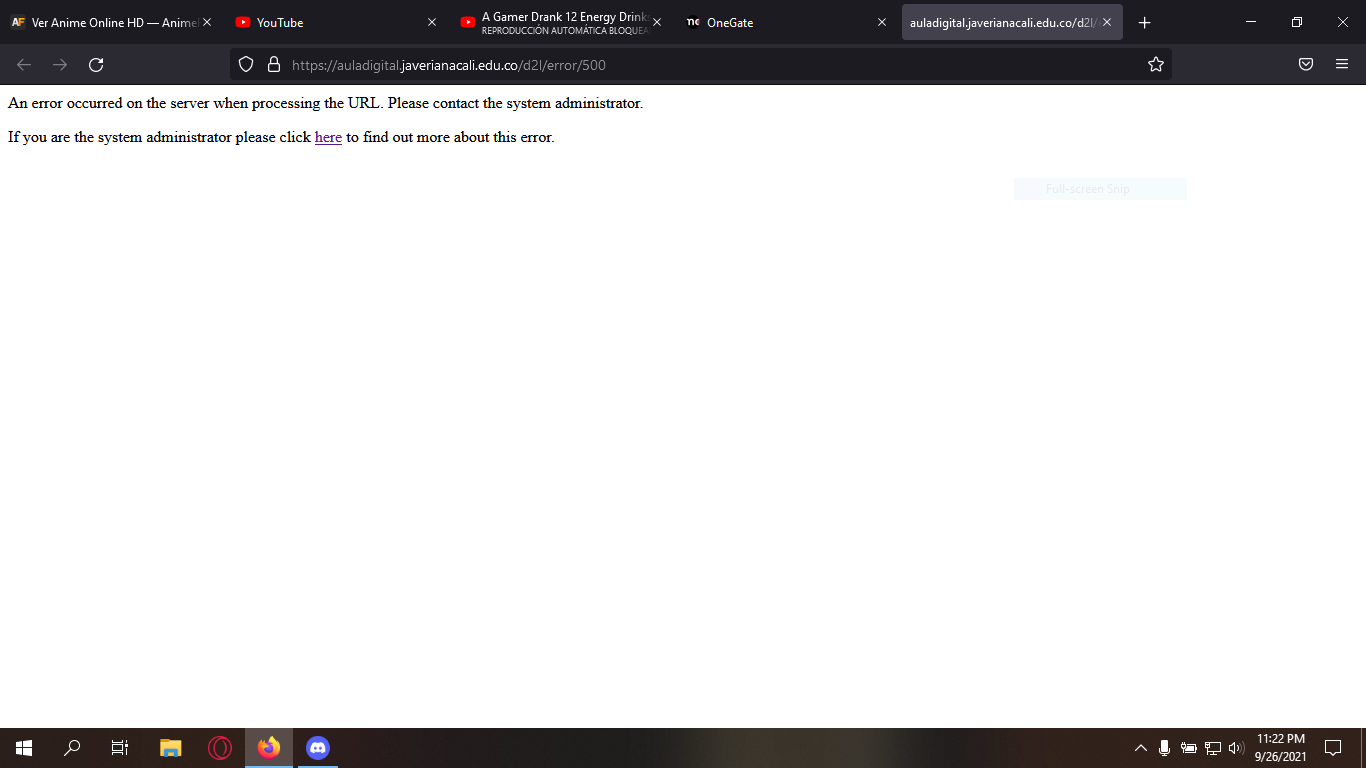 AF Ver Anime Online HD — Anime
YouTube
A Gamer Drank 12 Energy Drinks
REPRODUCCIÓN AUTOMÁTICA BLOQUEA
OneGate
auladigital.javerianacali.edu.co/d2l/
https://auladigital.javerianacali.edu.co/d2l/error/500
An error occurred on the server when processing the URL. Please contact the system administrator.
If you are the system administrator please click here to find out more about this error.
Full-screen Snip
11:22 PM
9/26/2021